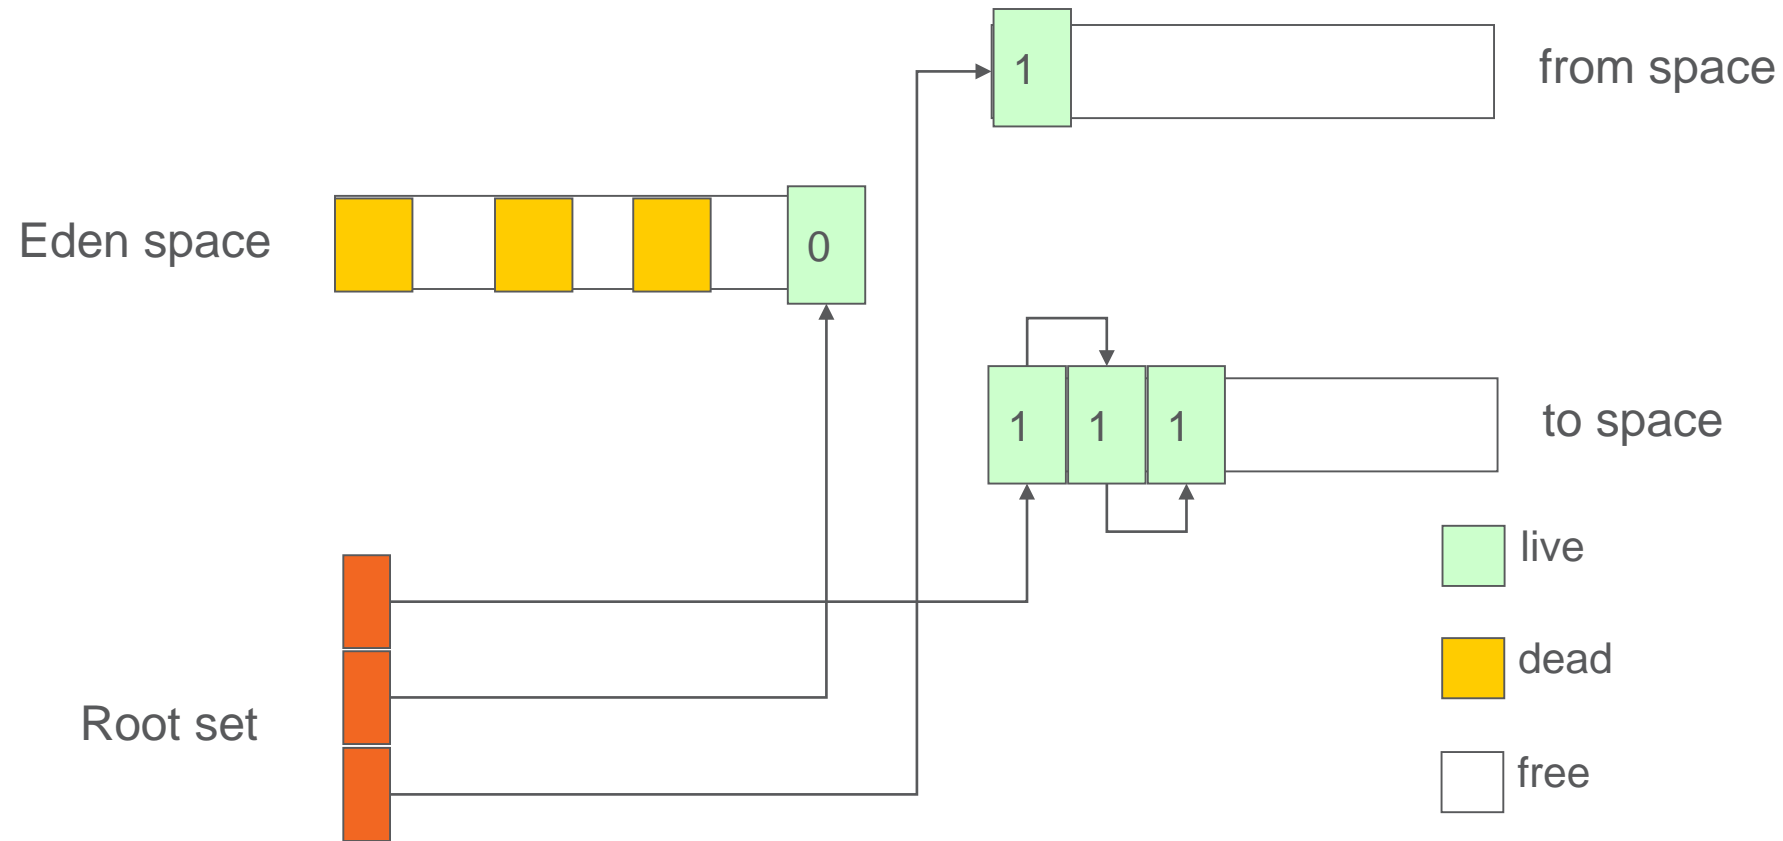 1
from space
Eden space
0
1
1
1
to space
live
dead
Root set
free